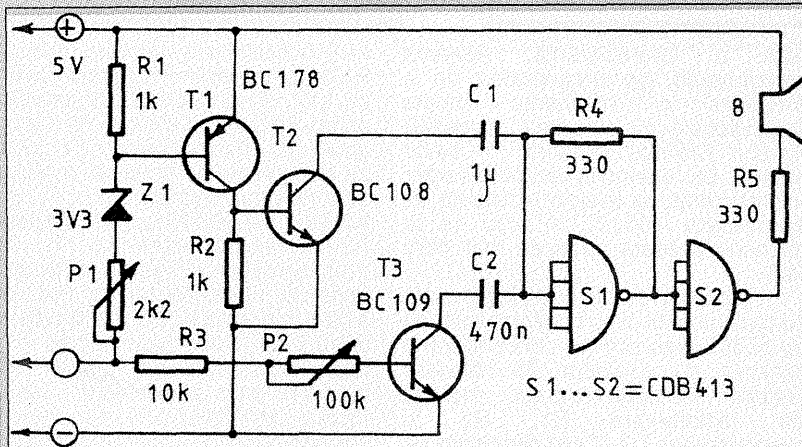 +
5V
R1
1k
BC178
T1
T2
Z1
3V3
P1
2k2
R2
1k
BC108
C1
1µ
R4
330
8
R5
330
T3
BC109
C2
470n
S1
S2
R3
10k
P2
100k
S1...S2=CDB413
−